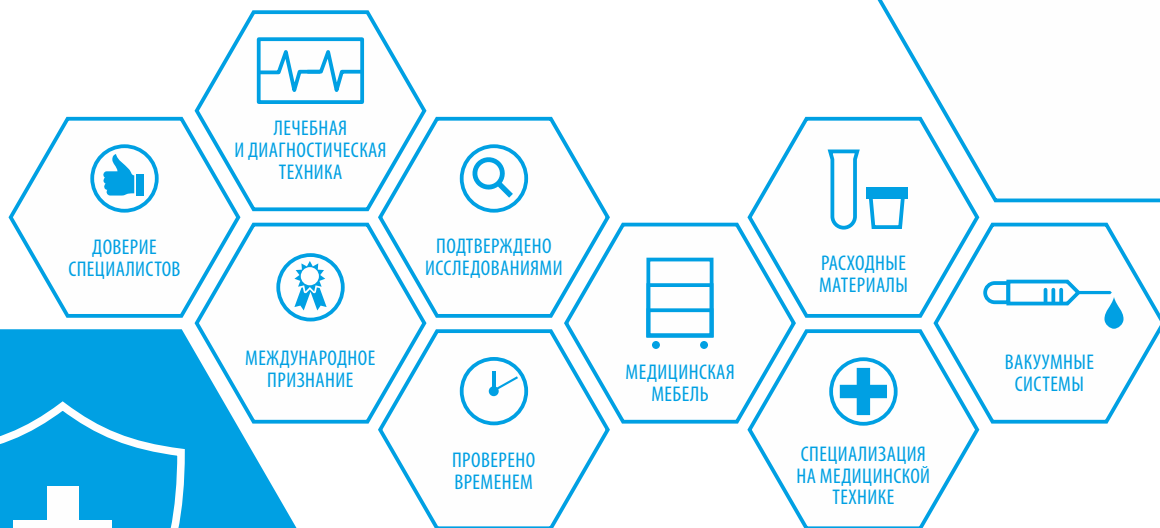 ЛЕЧЕБНАЯ
И ДИАГНОСТИЧЕСКАЯ
ТЕХНИКА
ДОВЕРИЕ
СПЕЦИАЛИСТОВ
ПОДТВЕРЖДЕНО
ИССЛЕДОВАНИЯМИ
РАСХОДНЫЕ
МАТЕРИАЛЫ
МЕЖДУНАРОДНОЕ
ПРИЗНАНИЕ
МЕДИЦИНСКАЯ
МЕБЕЛЬ
ВАКУУМНЫЕ
СИСТЕМЫ
ПРОВЕРЕНО
ВРЕМЕНЕМ
СПЕЦИАЛИЗАЦИЯ
НА МЕДИЦИНСКОЙ
ТЕХНИКЕ